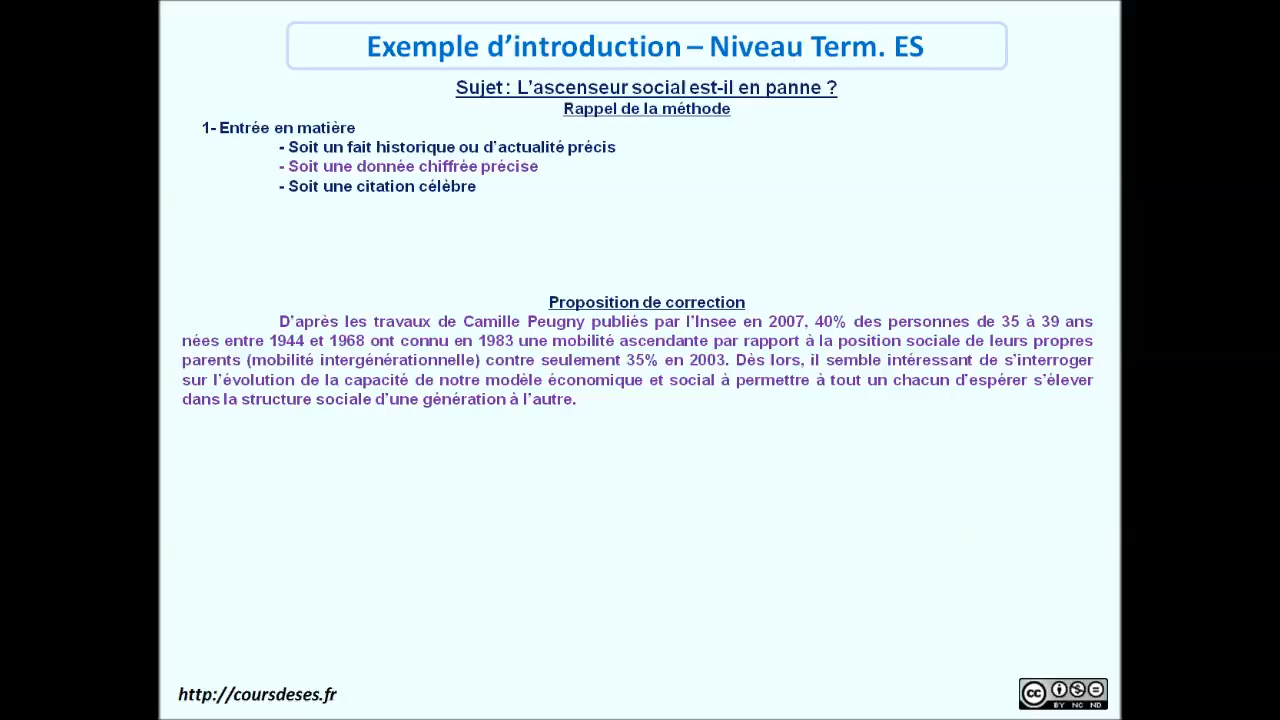 Exemple d’introduction – Niveau Term. ES
Sujet : L’ascenseur social est-il en panne ?
Rappel de la méthode
1- Entrée en matière
- Soit un fait historique ou d’actualité précis
- Soit une donnée chiffrée précise
- Soit une citation célèbre
Proposition de correction
D’après les travaux de Camille Peugny publiés par l’Insee en 2007, 40% des personnes de 35 à 39 ans
nées entre 1944 et 1968 ont connu en 1983 une mobilité ascendante par rapport à la position sociale de leurs propres
parents (mobilité intergénérationnelle) contre seulement 35% en 2003. Dès lors, il semble intéressant de s’interroger
sur l’évolution de la capacité de notre modèle économique et social à permettre à tout un chacun d’espérer s’élever
dans la structure sociale d’une génération à l’autre.
http://coursdeses.fr
cc
BY NC ND